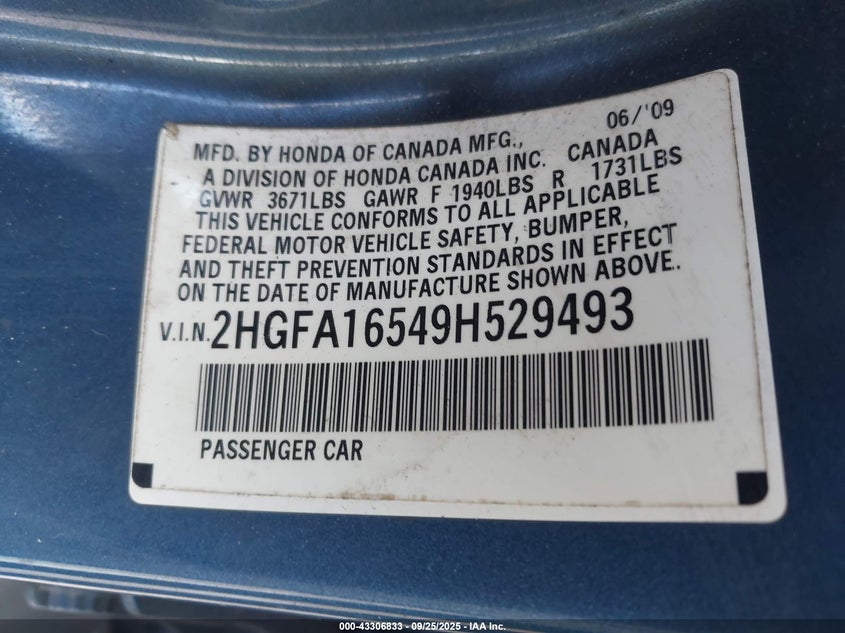 06/'09
MFD. BY HONDA OF CANADA MFG.,
A DIVISION OF HONDA CANADA INC. CANADA
GVWR 3671LBS GAWR F 1940LBS R 1731LBS
THIS VEHICLE CONFORMS TO ALL APPLICABLE
FEDERAL MOTOR VEHICLE SAFETY, BUMPER,
AND THEFT PREVENTION STANDARDS IN EFFECT
ON THE DATE OF MANUFACTURE SHOWN ABOVE.
V.I.N. 2HGFA16549H529493
PASSENGER CAR
000-43306833 - 09/25/2025 - IAA Inc.